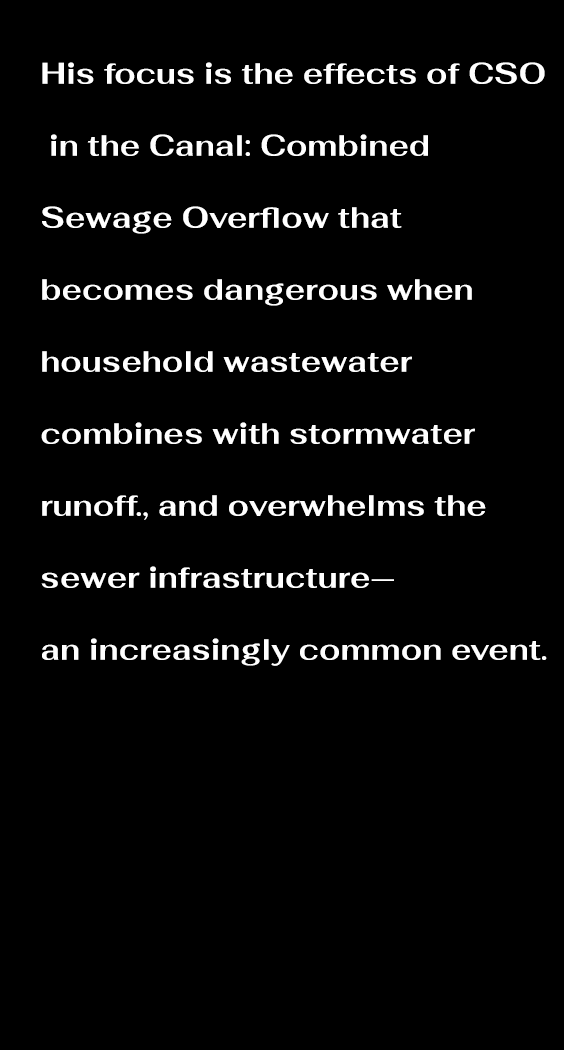 His focus is the effects of CSO
in the Canal: Combined
Sewage Overflow that
becomes dangerous when
household wastewater
combines with stormwater
runoff., and overwhelms the
sewer infrastructure—
an increasingly common event.